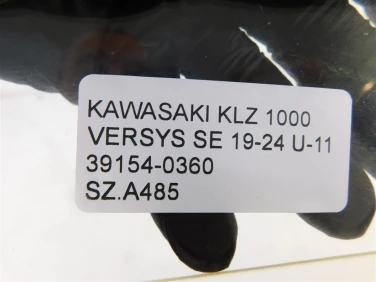 KAWASAKI KLZ 1000
VERSYS SE 19-24 U-11
39154-0360
SZ.A485